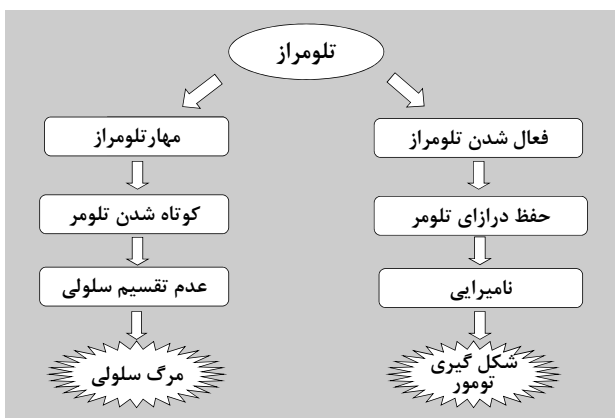 تلومراز
فعال شدن تلومراز
حفظ درازای تلومر
نامیرایی
شکل گیری
تومور
مهارتلومراز
کوتاه شدن تلومر
عدم تقسیم سلولی
مرگ سلولی